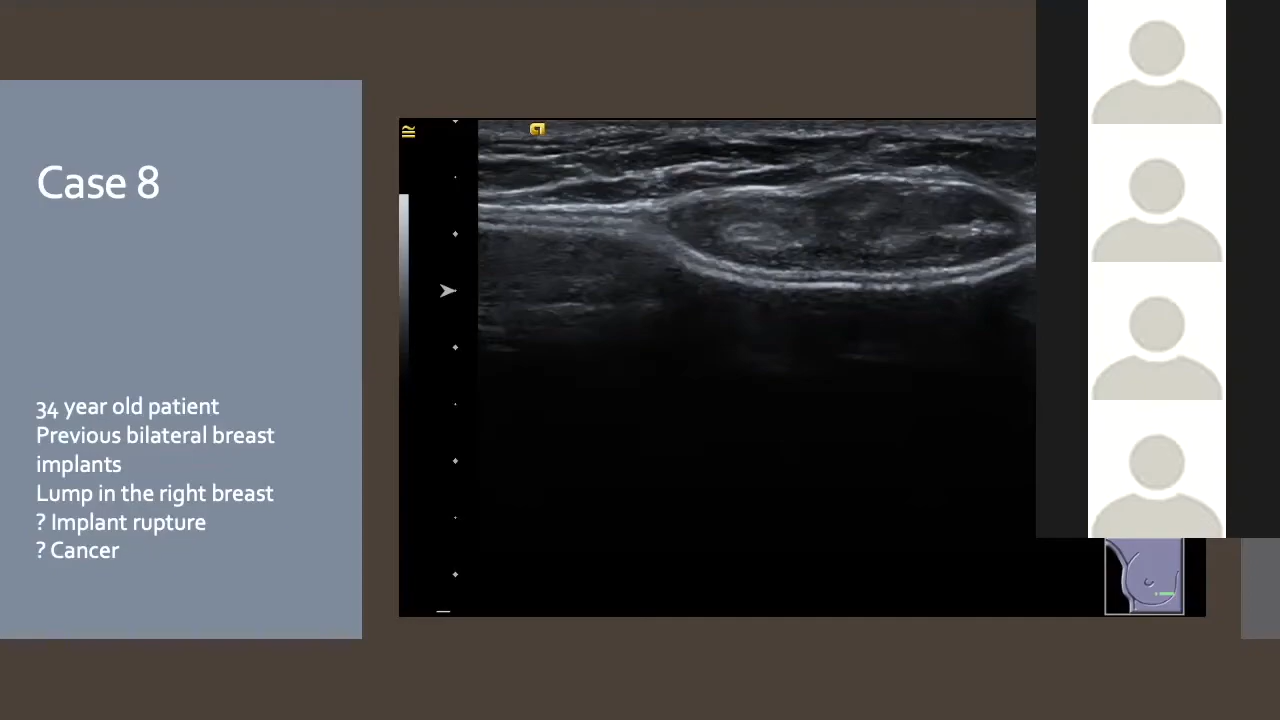 Case 8
34 year old patient
Previous bilateral breast
implants
Lump in the right breast
? Implant rupture
? Cancer